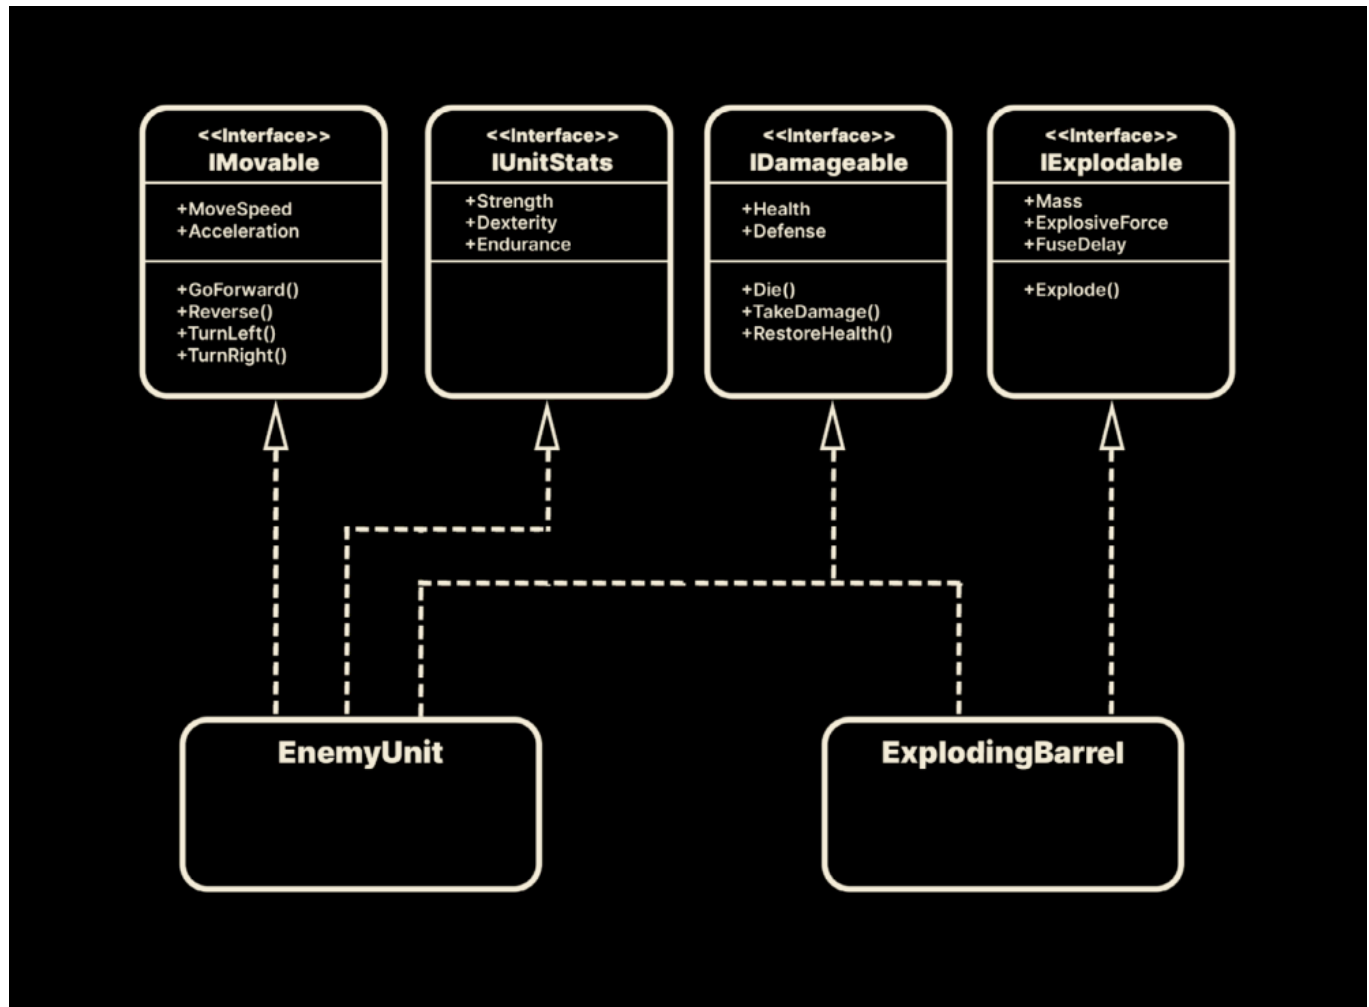 <<Interface>>
IMovable
+MoveSpeed
+Acceleration
+GoForward()
+Reverse()
+TurnLeft()
+TurnRight()
<<Interface>>
IUnitStats
+Strength
+Dexterity
+Endurance
<<Interface>>
IDamageable
+Health
+Defense
+Die()
+TakeDamage()
+RestoreHealth()
<<Interface>>
IExplodable
+Mass
+ExplosiveForce
+FuseDelay
+Explode()
EnemyUnit
ExplodingBarrel